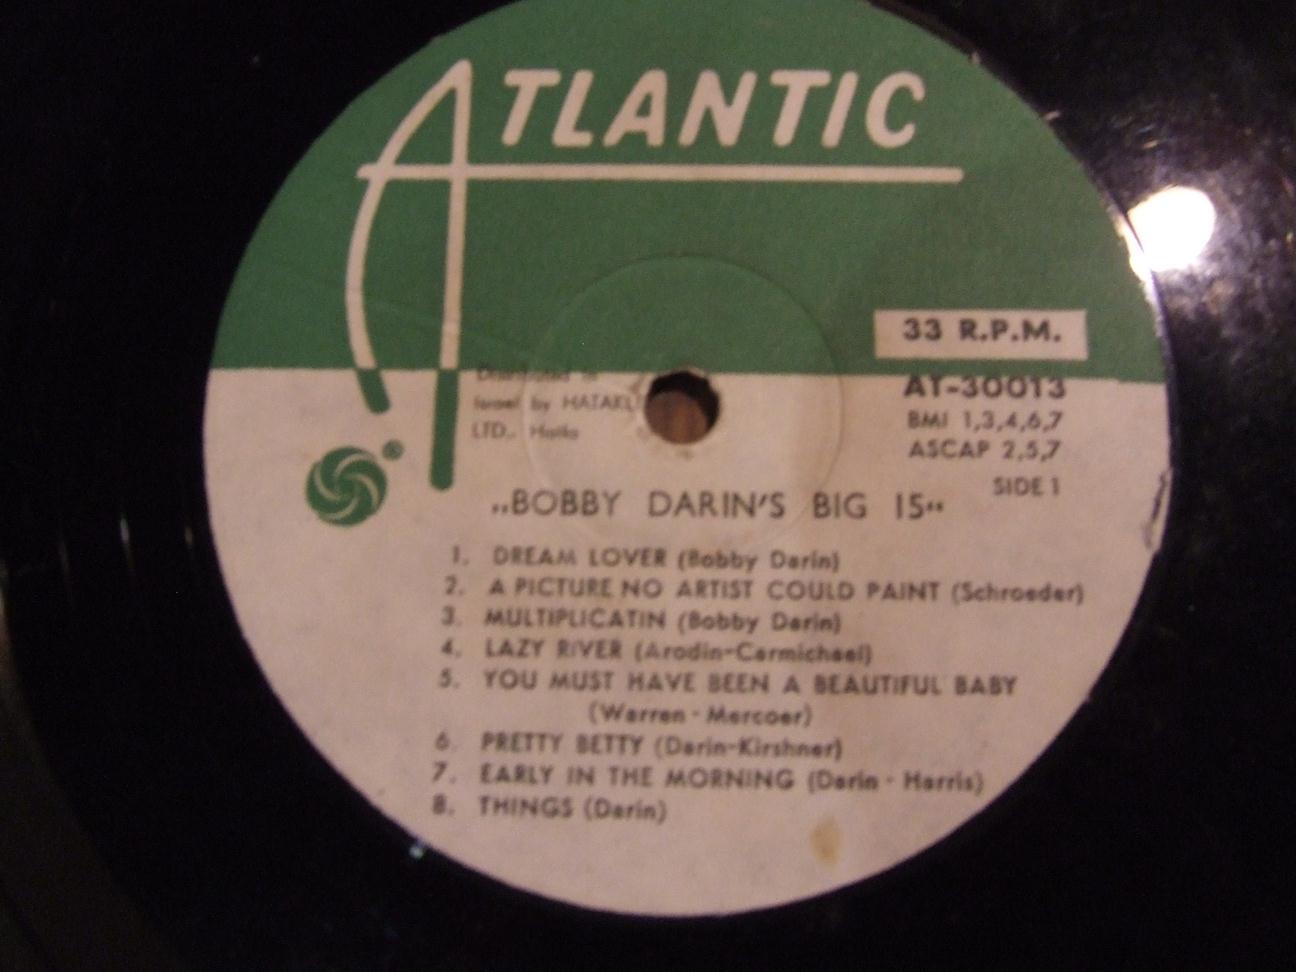 ATLANTIC
33 R.P.M.
Distributed in
Israel by HATAKL
LTD., Haifa
AT-30013
BMI 1,3,4,6,7
ASCAP 2,5,7
SIDE 1
„BOBBY DARIN'S BIG 15“
1. DREAM LOVER (Bobby Darin)
2. A PICTURE NO ARTIST COULD PAINT (Schroeder)
3. MULTIPLICATIN (Bobby Darin)
4. LAZY RIVER (Arodin-Carmichael)
5. YOU MUST HAVE BEEN A BEAUTIFUL BABY
(Warren - Mercoer)
6. PRETTY BETTY (Darin-Kirshner)
7. EARLY IN THE MORNING (Darin - Harris)
8. THINGS (Darin)